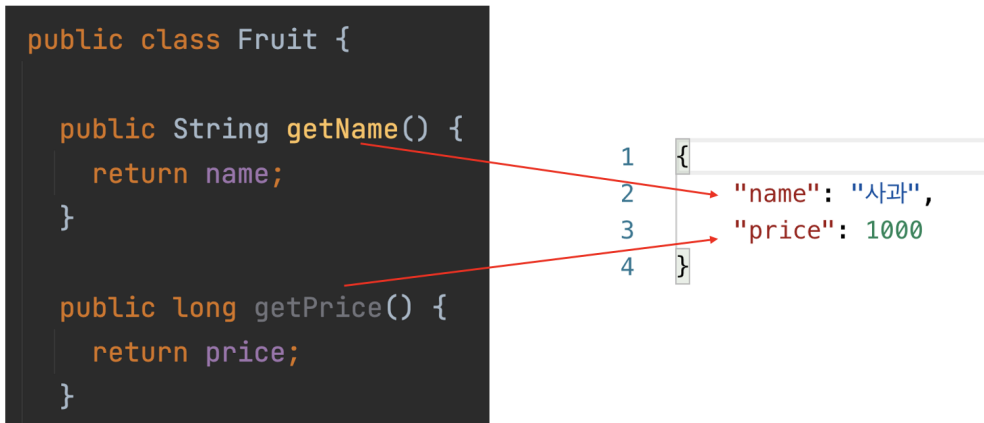 public class Fruit {
public String getName() {
return name;
}
public long getPrice() {
return price;
}
1 {
2 "name": "사과",
3 "price": 1000
4 }